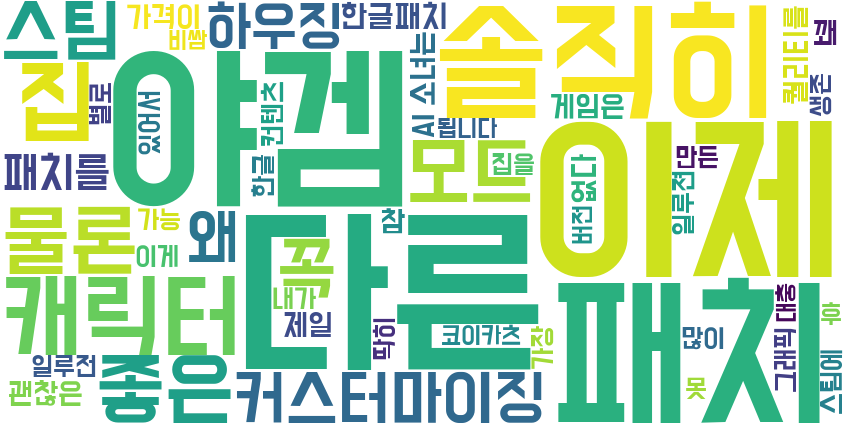 스팀
가격이
비쌈
하우징
한글패치
솔직히
퀄리티를
꽤
집
별로
야겜
있어서
한글
컨텐츠
AI 소녀는
됩니다
게임은
생존
패치를
모드
집을
이제
버전
없다
만든
일루전
물론
가능
이게
왜
다른
꼭
내가
참
캐릭터
제일
딱히
코이카츠
가장
패치
많이
그래픽
대충
후
일루전
괜찮은
좋은
커스터마이징
못
스팀에